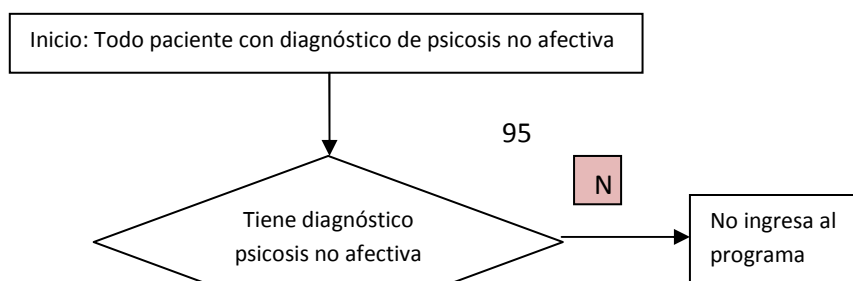 Inicio: Todo paciente con diagnóstico de psicosis no afectiva
95
N
Tiene diagnóstico
psicosis no afectiva
No ingresa al
programa